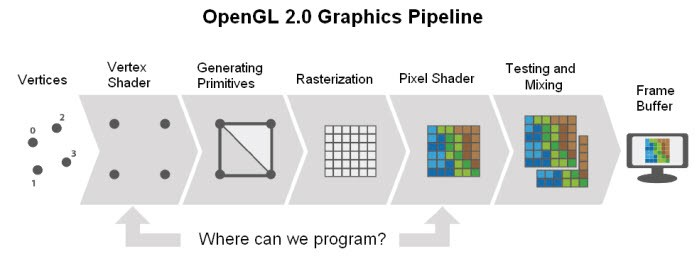 OpenGL 2.0 Graphics Pipeline
Vertices
Vertex
Shader
Generating
Primitives
Rasterization
Pixel Shader
Testing and
Mixing
Frame
Buffer
0
2
3
1
Where can we program?